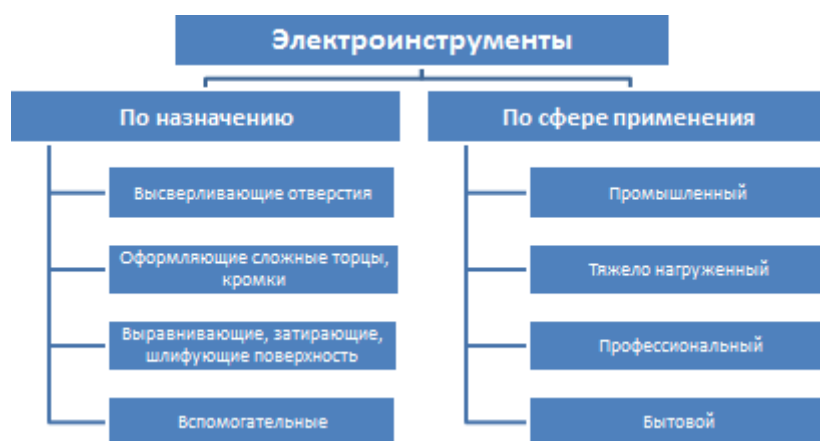 Электроинструменты
По назначению
Высверливающие отверстия
Оформляющие сложные торцы,
кромки
Выравнивающие, затирающие,
шлифующие поверхность
Вспомогательные
По сфере применения
Промышленный
Тяжело нагруженный
Профессиональный
Бытовой